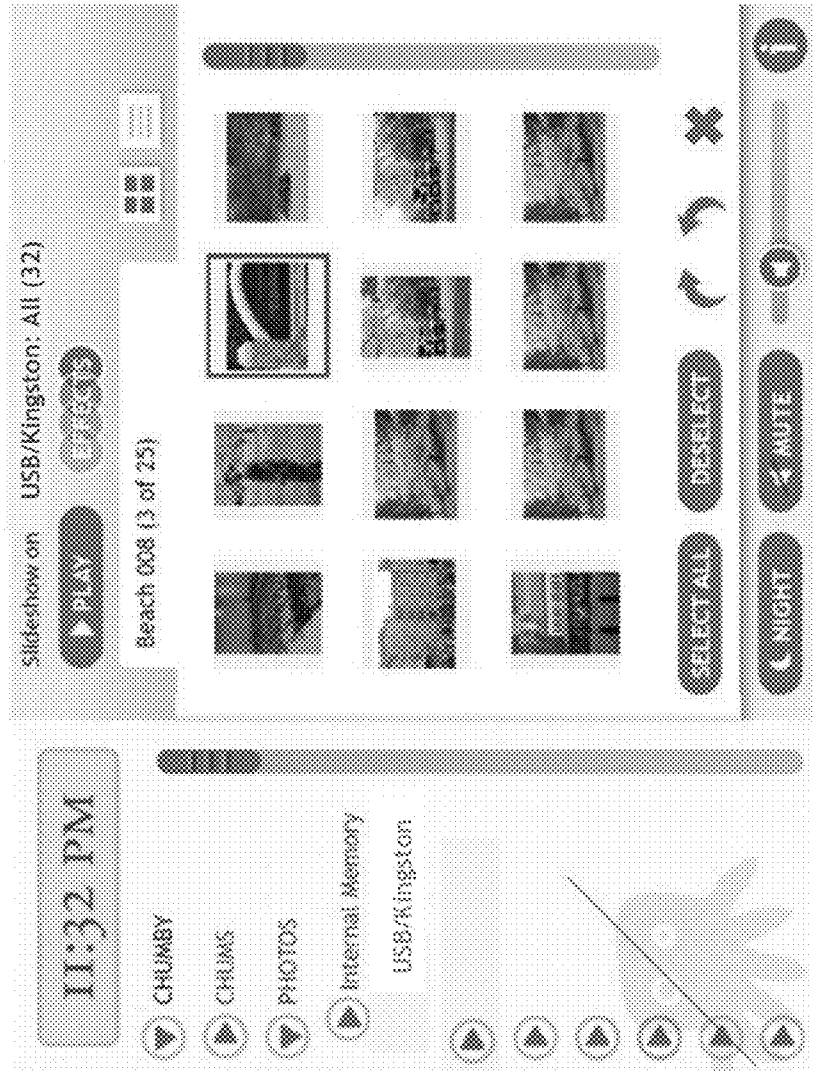 11:32 PM
CHUMBY
CHUMS
PHOTOS
Internal Memory
USB/Kingston
Slideshow on
USB/Kingston: All (32)
PLAY
EFFECTS
Beach 008 (3 of 25)
SELECT ALL
DESELECT
NIGHT
MUTE
i